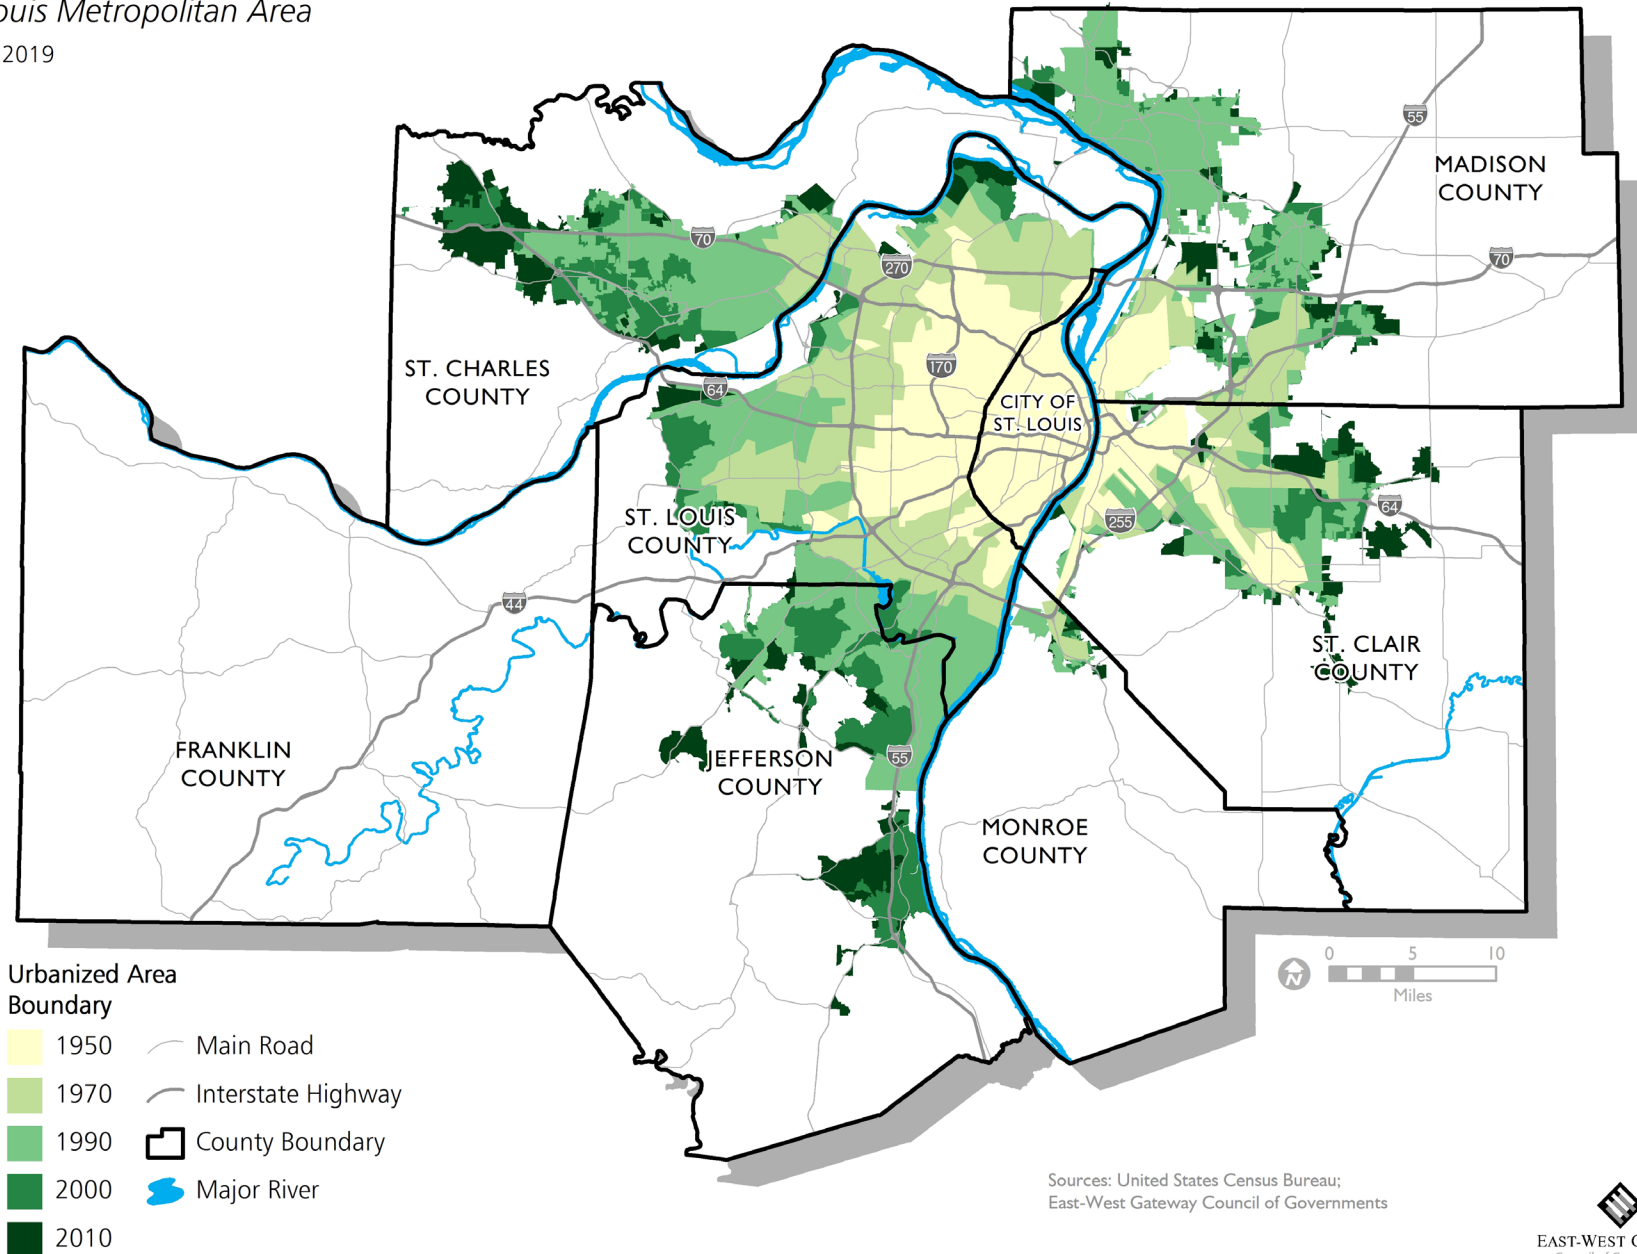 ouis Metropolitan Area
2019
55
MADISON
COUNTY
70
70
270
ST. CHARLES
COUNTY
170
64
CITY OF
ST. LOUIS
ST. LOUIS
COUNTY
255
64
44
ST. CLAIR
COUNTY
FRANKLIN
COUNTY
JEFFERSON
COUNTY
55
MONROE
COUNTY
N
0 5 10
Miles
Urbanized Area
Boundary
1950 Main Road
1970 Interstate Highway
1990 County Boundary
2000 Major River
2010
Sources: United States Census Bureau;
East-West Gateway Council of Governments
EAST-WEST